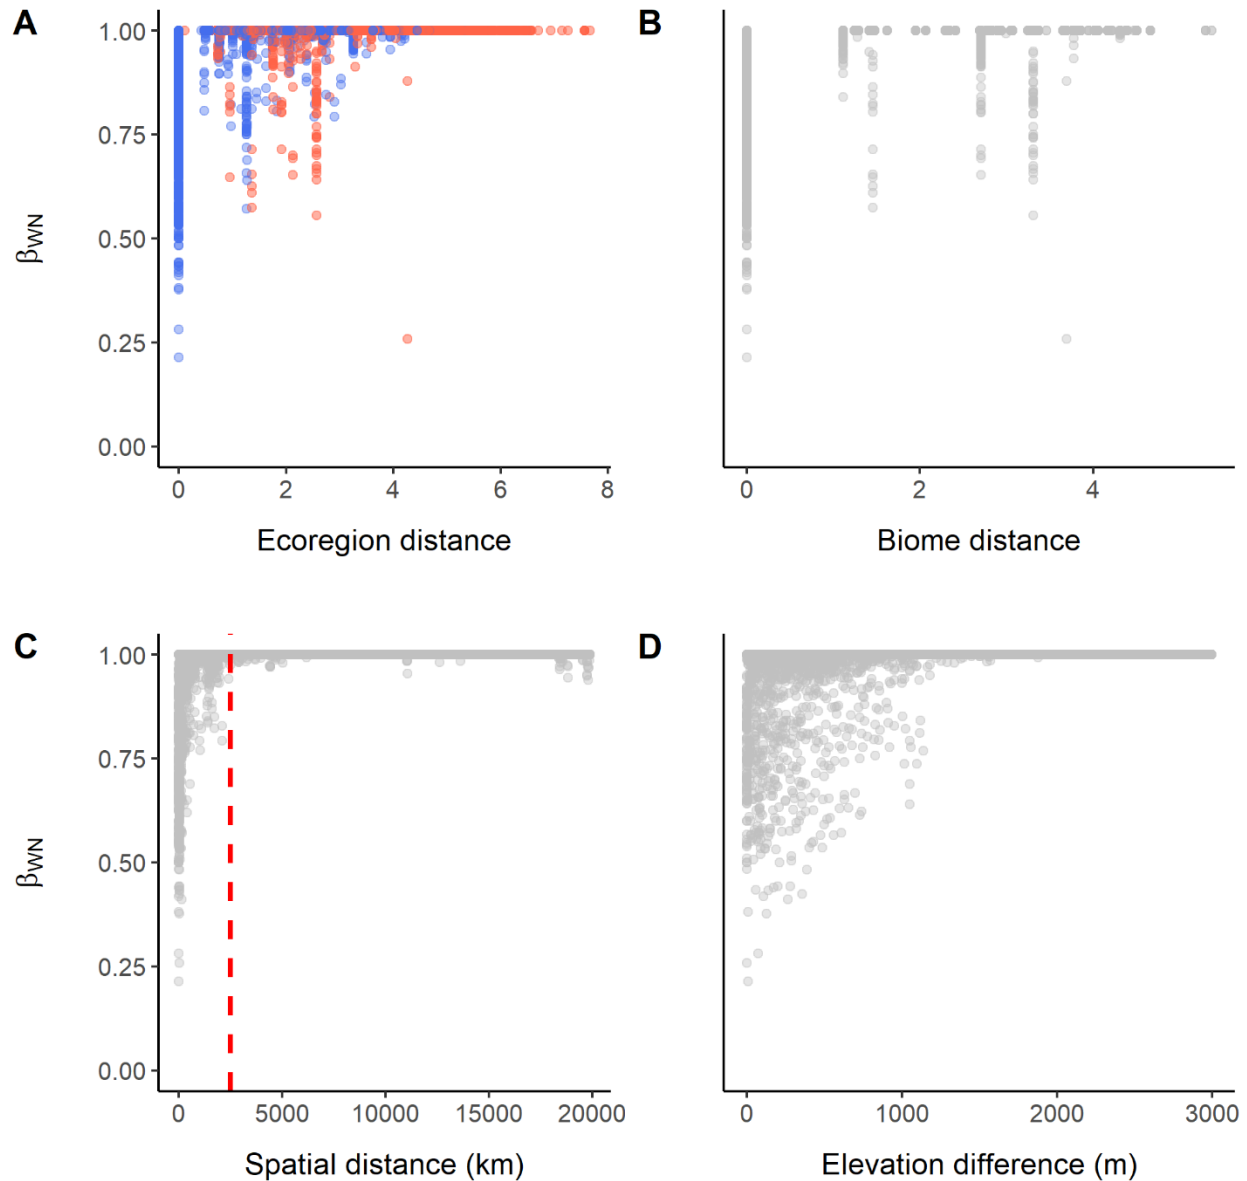 A
1.00
0.75
0.50
0.25
0.00
βWN
0 2 4 6 8
Ecoregion distance
B
0 2 4
Biome distance
C
1.00
0.75
0.50
0.25
0.00
βWN
0 5000 10000 15000 20000
Spatial distance (km)
D
0 1000 2000 3000
Elevation difference (m)